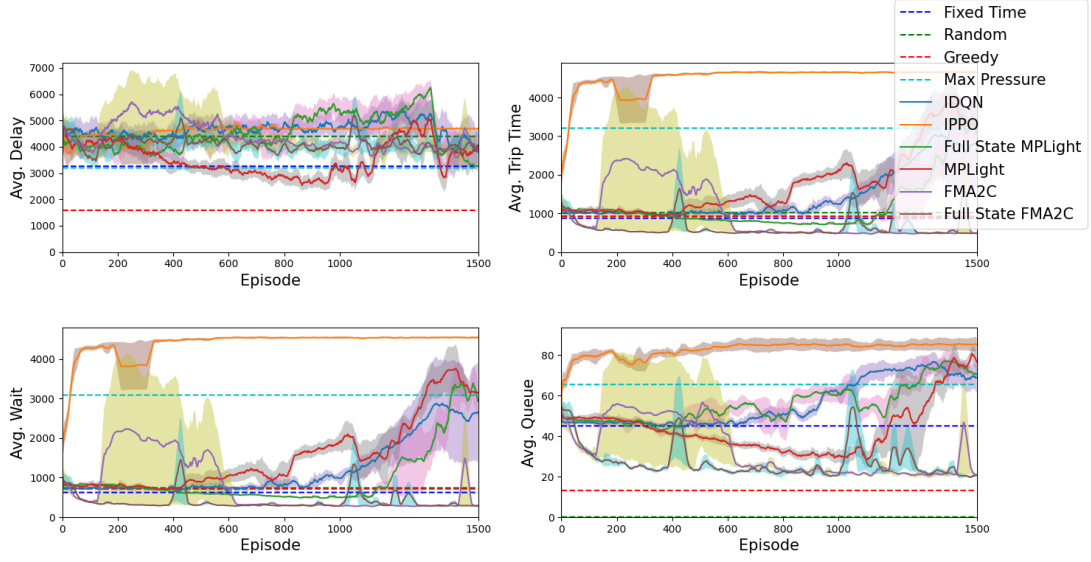 Fixed Time
Random
Greedy
Max Pressure
IDQN
IPPO
Full State MPLight
MPLight
FMA2C
Full State FMA2C
7000
6000
5000
4000
3000
2000
1000
0
Avg. Delay
0 200 400 600 800 1000 1500
Episode
4000
3000
2000
1000
0
Avg. Trip Time
0 200 400 600 800 1000 1500
Episode
4000
3000
2000
1000
0
Avg. Wait
0 200 400 600 800 1000 1500
Episode
80
60
40
20
0
Avg. Queue
0 200 400 600 800 1000 1500
Episode